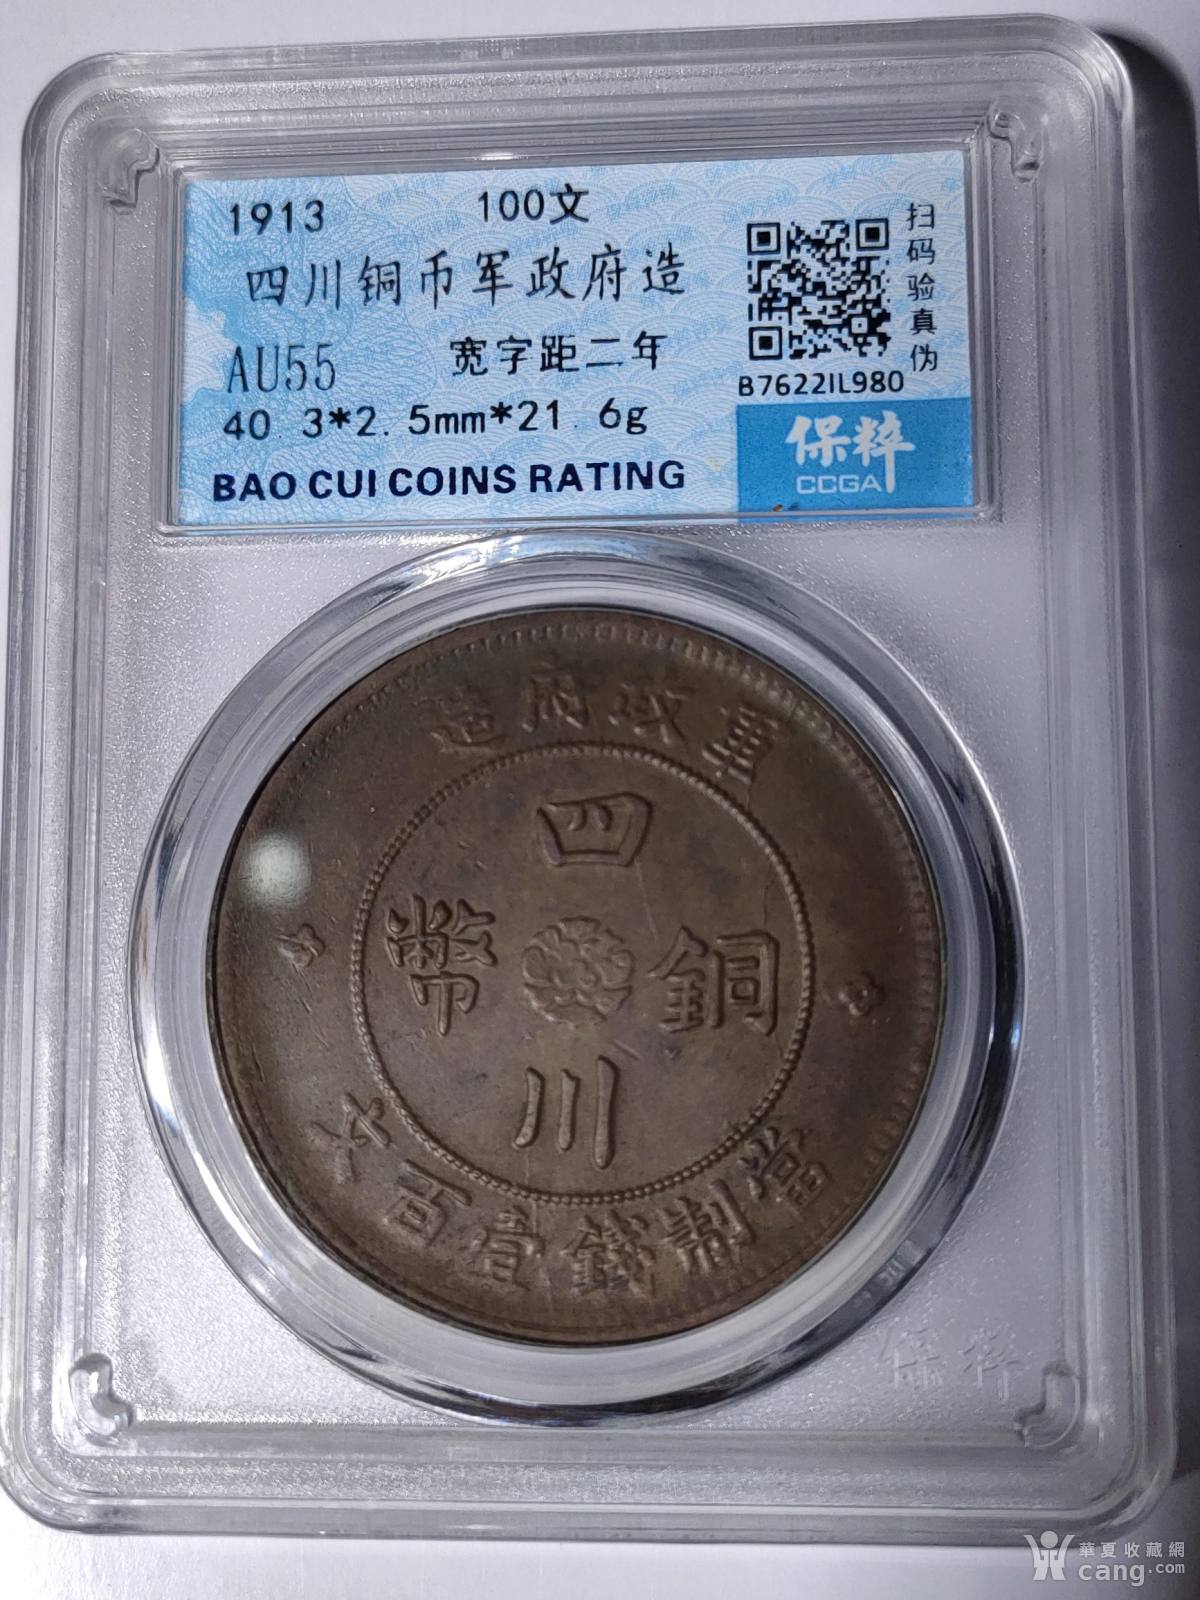 1913 100文
四川铜币军政府造
AU55 宽字距二年
40.3*2.5mm*21.6g
BAO CUI COINS RATING
扫码验真伪
B7622IL980
保粹
CCGA
軍政府造
四川銅幣
當制錢壹百文
保粹
華夏收藏網
cang.com